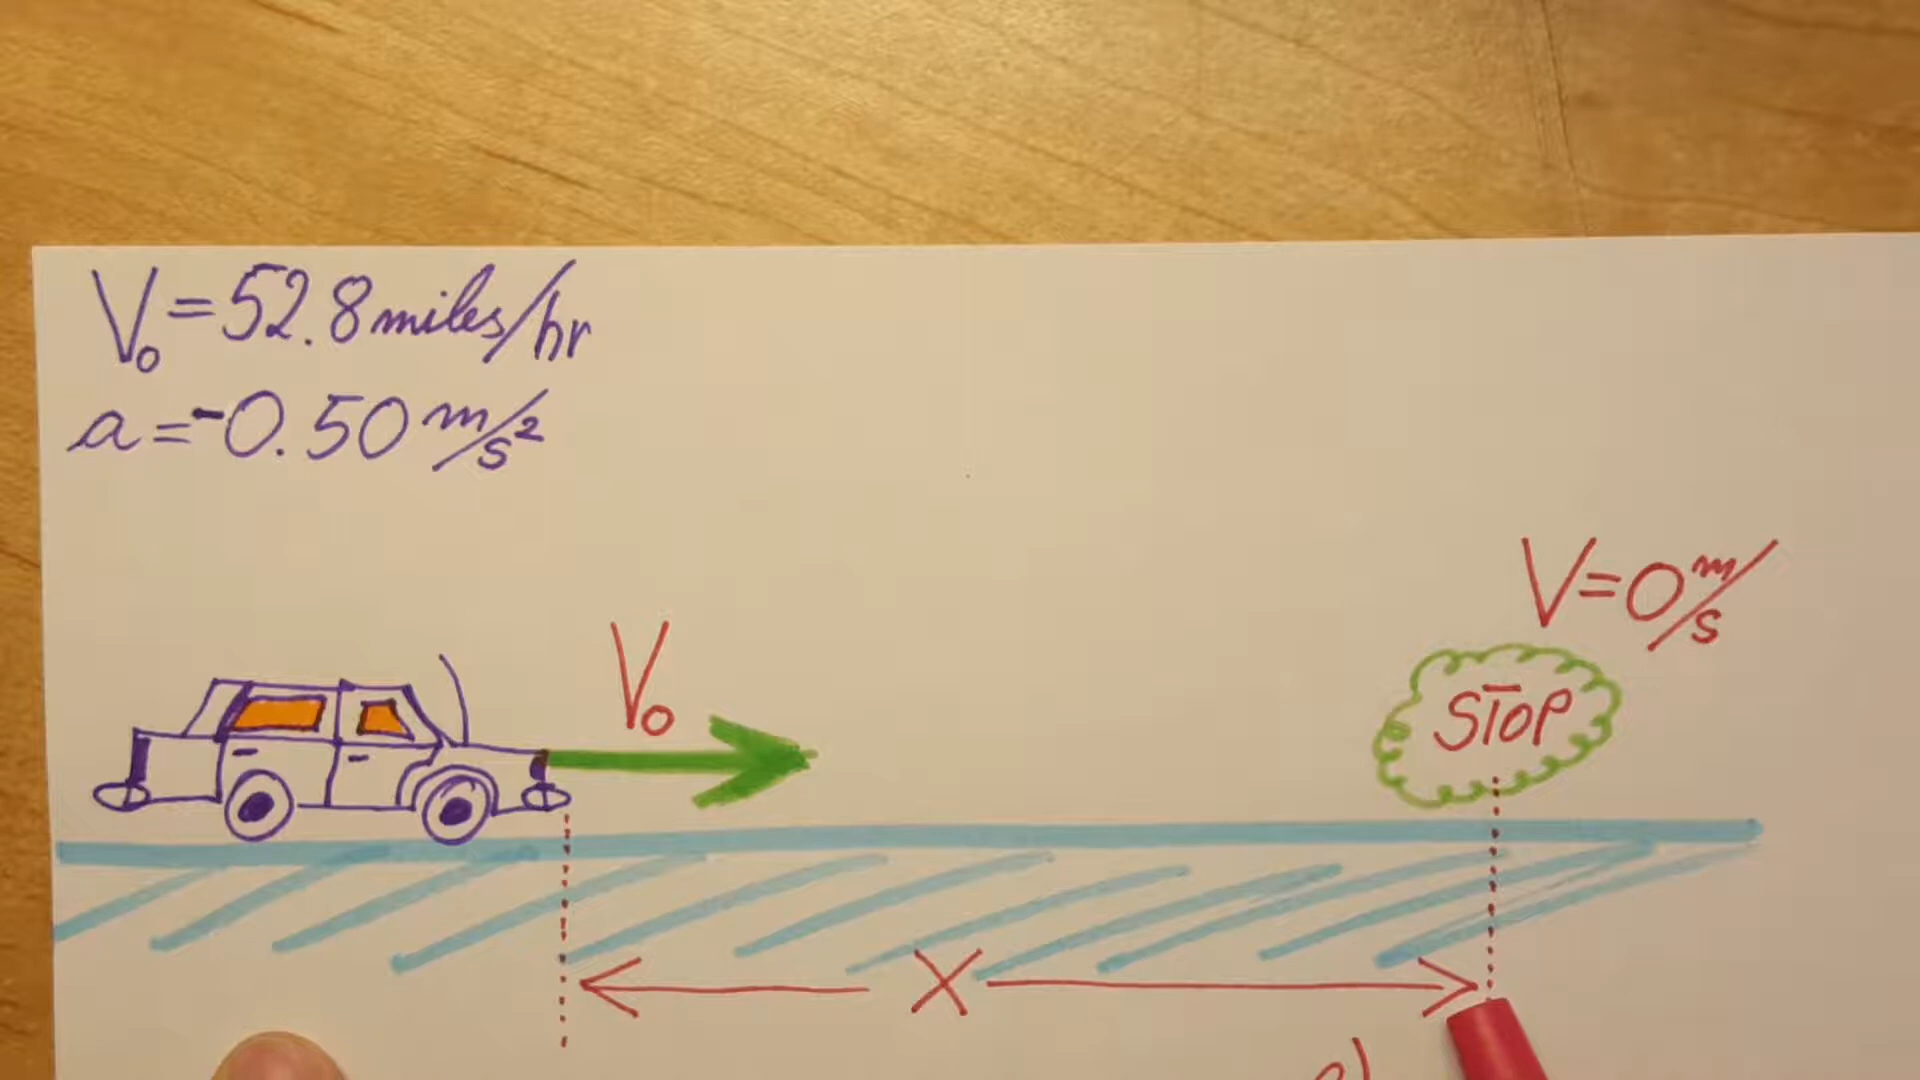 V₀=52.8 miles/hr
a=-0.50 m/s²
V=0 m/s
V₀
STOP
X